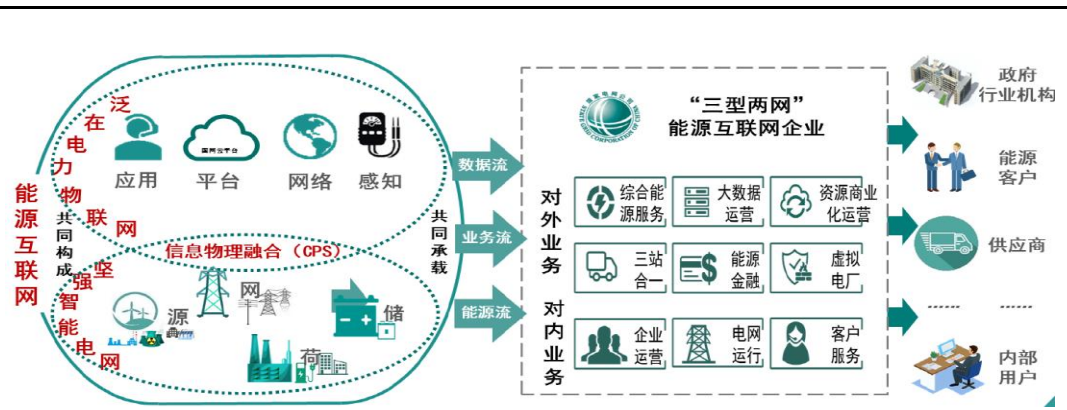 能源互联网
泛在电力物联网
共同构成
坚强智能电网
应用
国网云平台
平台
网络
感知
信息物理融合（CPS）
源
网
荷
储
共同承载
数据流
业务流
能源流
STATE GRID CORPORATION OF CHINA
“三型两网”
能源互联网企业
对外业务
综合能
源服务
大数据
运营
资源商业
化运营
三站
合一
能源
金融
虚拟
电厂
对内业务
企业
运营
电网
运行
客户
服务
政府
行业机构
能源
客户
供应商
...... ......
内部
用户